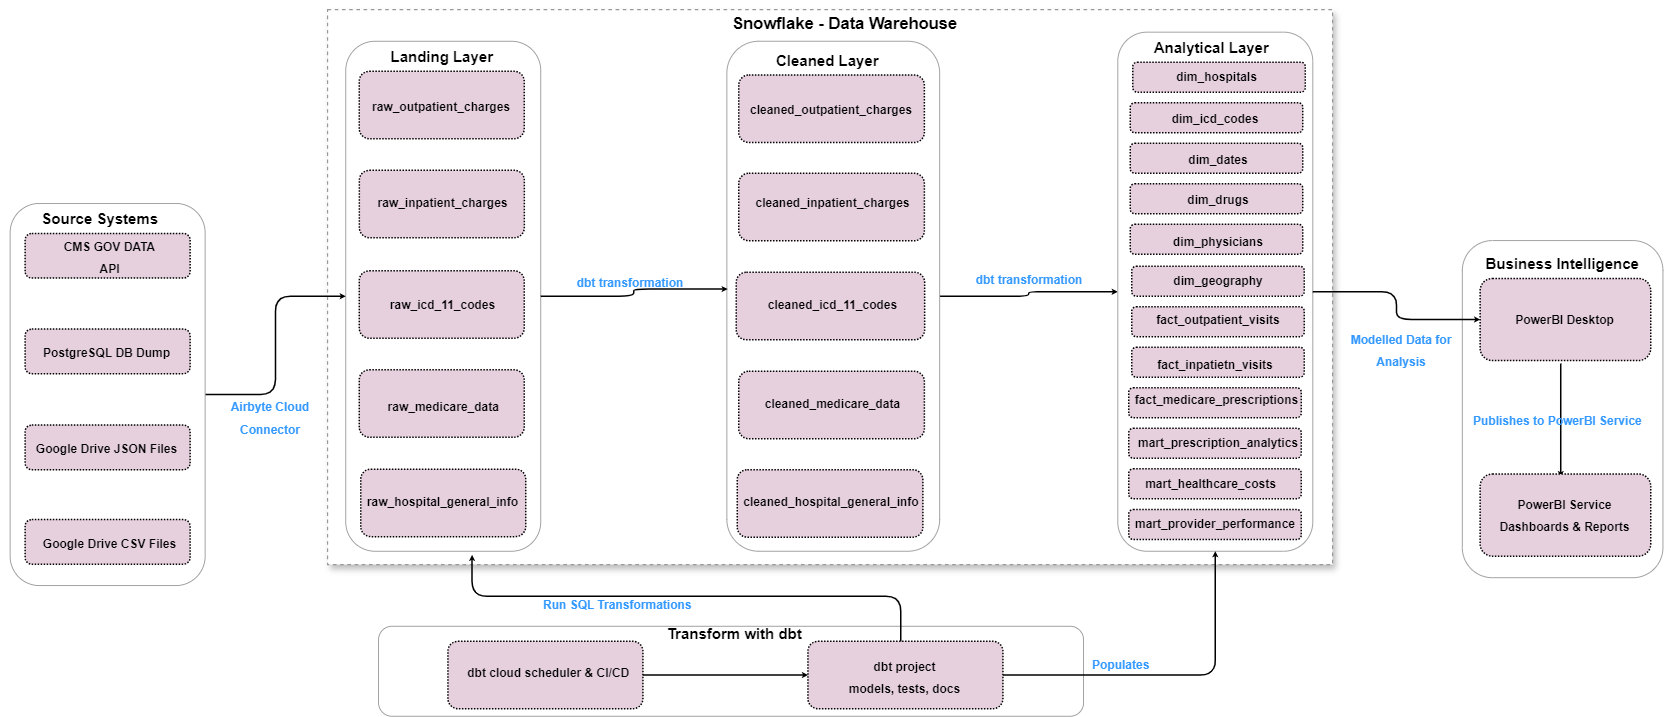 Snowflake - Data Warehouse
Source Systems
CMS GOV DATA
API
PostgreSQL DB Dump
Google Drive JSON Files
Google Drive CSV Files
Airbyte Cloud
Connector
Landing Layer
raw_outpatient_charges
raw_inpatient_charges
raw_icd_11_codes
raw_medicare_data
raw_hospital_general_info
dbt transformation
Cleaned Layer
cleaned_outpatient_charges
cleaned_inpatient_charges
cleaned_icd_11_codes
cleaned_medicare_data
cleaned_hospital_general_info
dbt transformation
Analytical Layer
dim_hospitals
dim_icd_codes
dim_dates
dim_drugs
dim_physicians
dim_geography
fact_outpatient_visits
fact_inpatietn_visits
fact_medicare_prescriptions
mart_prescription_analytics
mart_healthcare_costs
mart_provider_performance
Modelled Data for
Analysis
Business Intelligence
PowerBI Desktop
Publishes to PowerBI Service
PowerBI Service
Dashboards & Reports
Run SQL Transformations
Transform with dbt
dbt cloud scheduler & CI/CD
dbt project
models, tests, docs
Populates